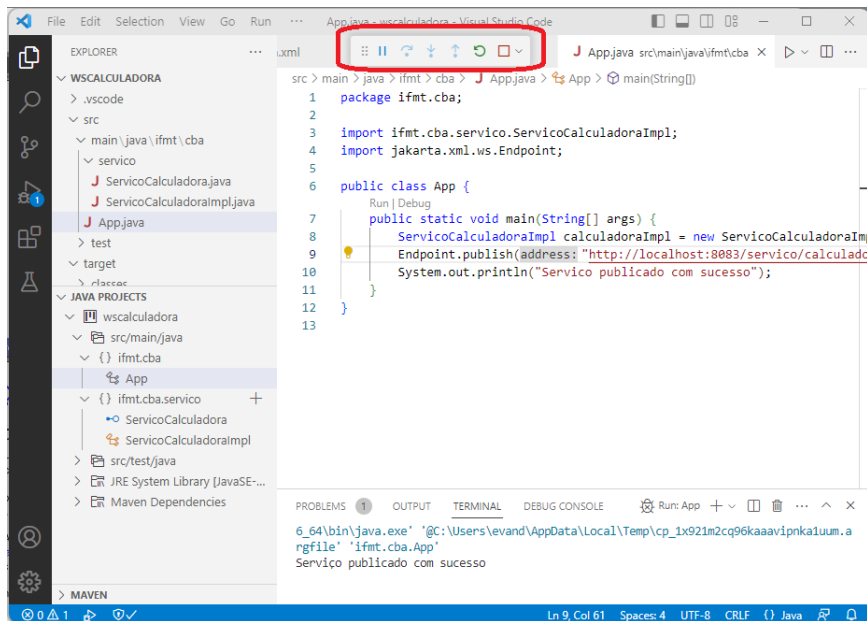 File Edit Selection View Go Run ··· App.java - wscalculadora - Visual Studio Code
EXPLORER ···
WSCALCULADORA
.vscode
src
main\java\ifmt\cba
servico
J ServicoCalculadora.java
J ServicoCalculadoraImpl.java
J App.java
test
target
classes
JAVA PROJECTS
wscalculadora
src/main/java
{} ifmt.cba
App
{} ifmt.cba.servico
ServicoCalculadora
ServicoCalculadoraImpl
src/test/java
JRE System Library [JavaSE-...
Maven Dependencies
MAVEN
1
.xml
J App.java src\main\java\ifmt\cba ···
src > main > java > ifmt > cba > J App.java > App > main(String[])
1 package ifmt.cba;
2
3 import ifmt.cba.servico.ServicoCalculadoraImpl;
4 import jakarta.xml.ws.Endpoint;
5
6 public class App {
Run | Debug
7 public static void main(String[] args) {
8 ServicoCalculadoraImpl calculadoraImpl = new ServicoCalculadoraIm
9 Endpoint.publish(address: "http://localhost:8083/servico/calculado
10 System.out.println("Servico publicado com sucesso");
11 }
12 }
13
PROBLEMS 1 OUTPUT TERMINAL DEBUG CONSOLE Run: App ···
6_64\bin\java.exe' '@C:\Users\evand\AppData\Local\Temp\cp_1x921m2cq96kaaavipnka1uum.a
rgfile' 'ifmt.cba.App'
Serviço publicado com sucesso
0 1 Ln 9, Col 61 Spaces: 4 UTF-8 CRLF {} Java